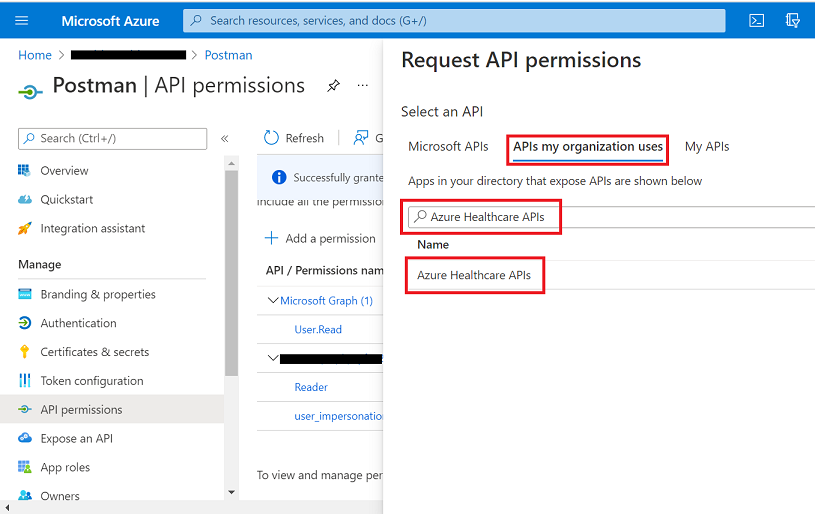 Microsoft Azure
Search resources, services, and docs (G+/)
Home > > Postman
Postman | API permissions
Search (Ctrl+/)
Overview
Quickstart
Integration assistant
Manage
Branding & properties
Authentication
Certificates & secrets
Token configuration
API permissions
Expose an API
App roles
Owners
Refresh
G
Successfully grante
include all the permission
Add a permission
API / Permissions nam
Microsoft Graph (1)
User.Read
Reader
user_impersonation
To view and manage per
Request API permissions
Select an API
Microsoft APIs
APIs my organization uses
My APIs
Apps in your directory that expose APIs are shown below
Azure Healthcare APIs
Name
Azure Healthcare APIs